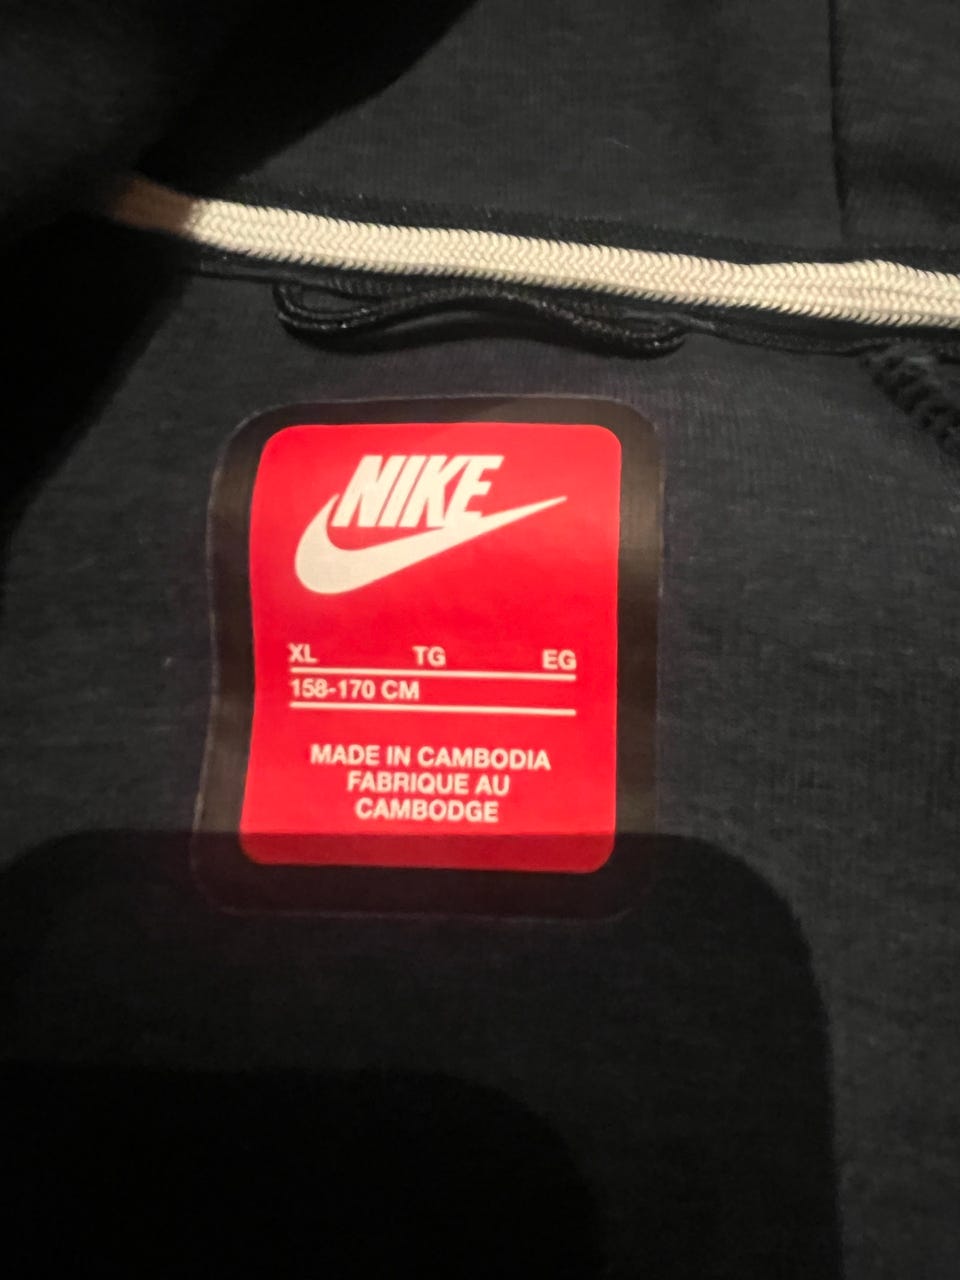 NIKE
XL TG EG
158-170 CM
MADE IN CAMBODIA
FABRIQUE AU
CAMBODGE